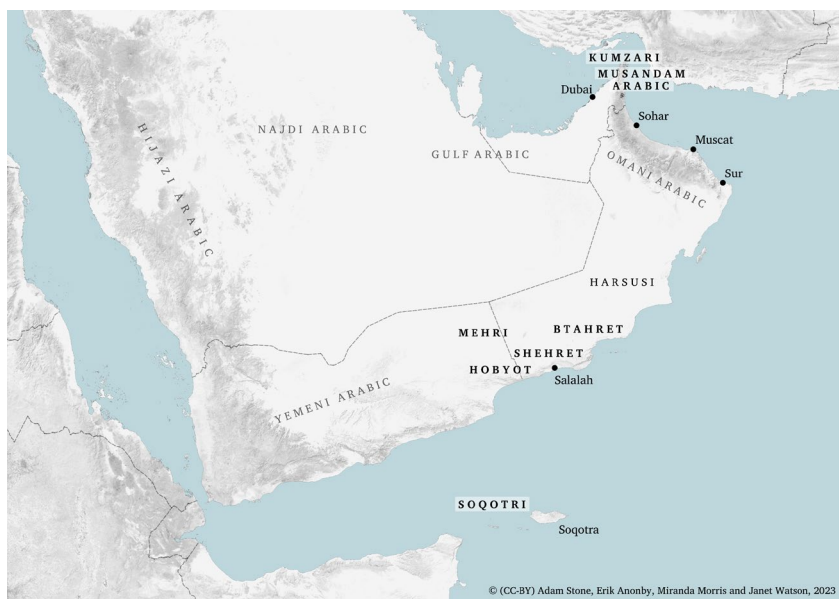 KUMZARI
MUSANDAM
ARABIC
Dubai
Sohar
NAJDI ARABIC
HIJAZI ARABIC
Muscat
GULF ARABIC
OMANI ARABIC
Sur
HARSUSI
MEHRI
BTAHRET
SHEHRET
HOBYOT
Salalah
YEMENI ARABIC
SOQOTRI
Soqotra
© (CC-BY) Adam Stone, Erik Anonby, Miranda Morris and Janet Watson, 2023